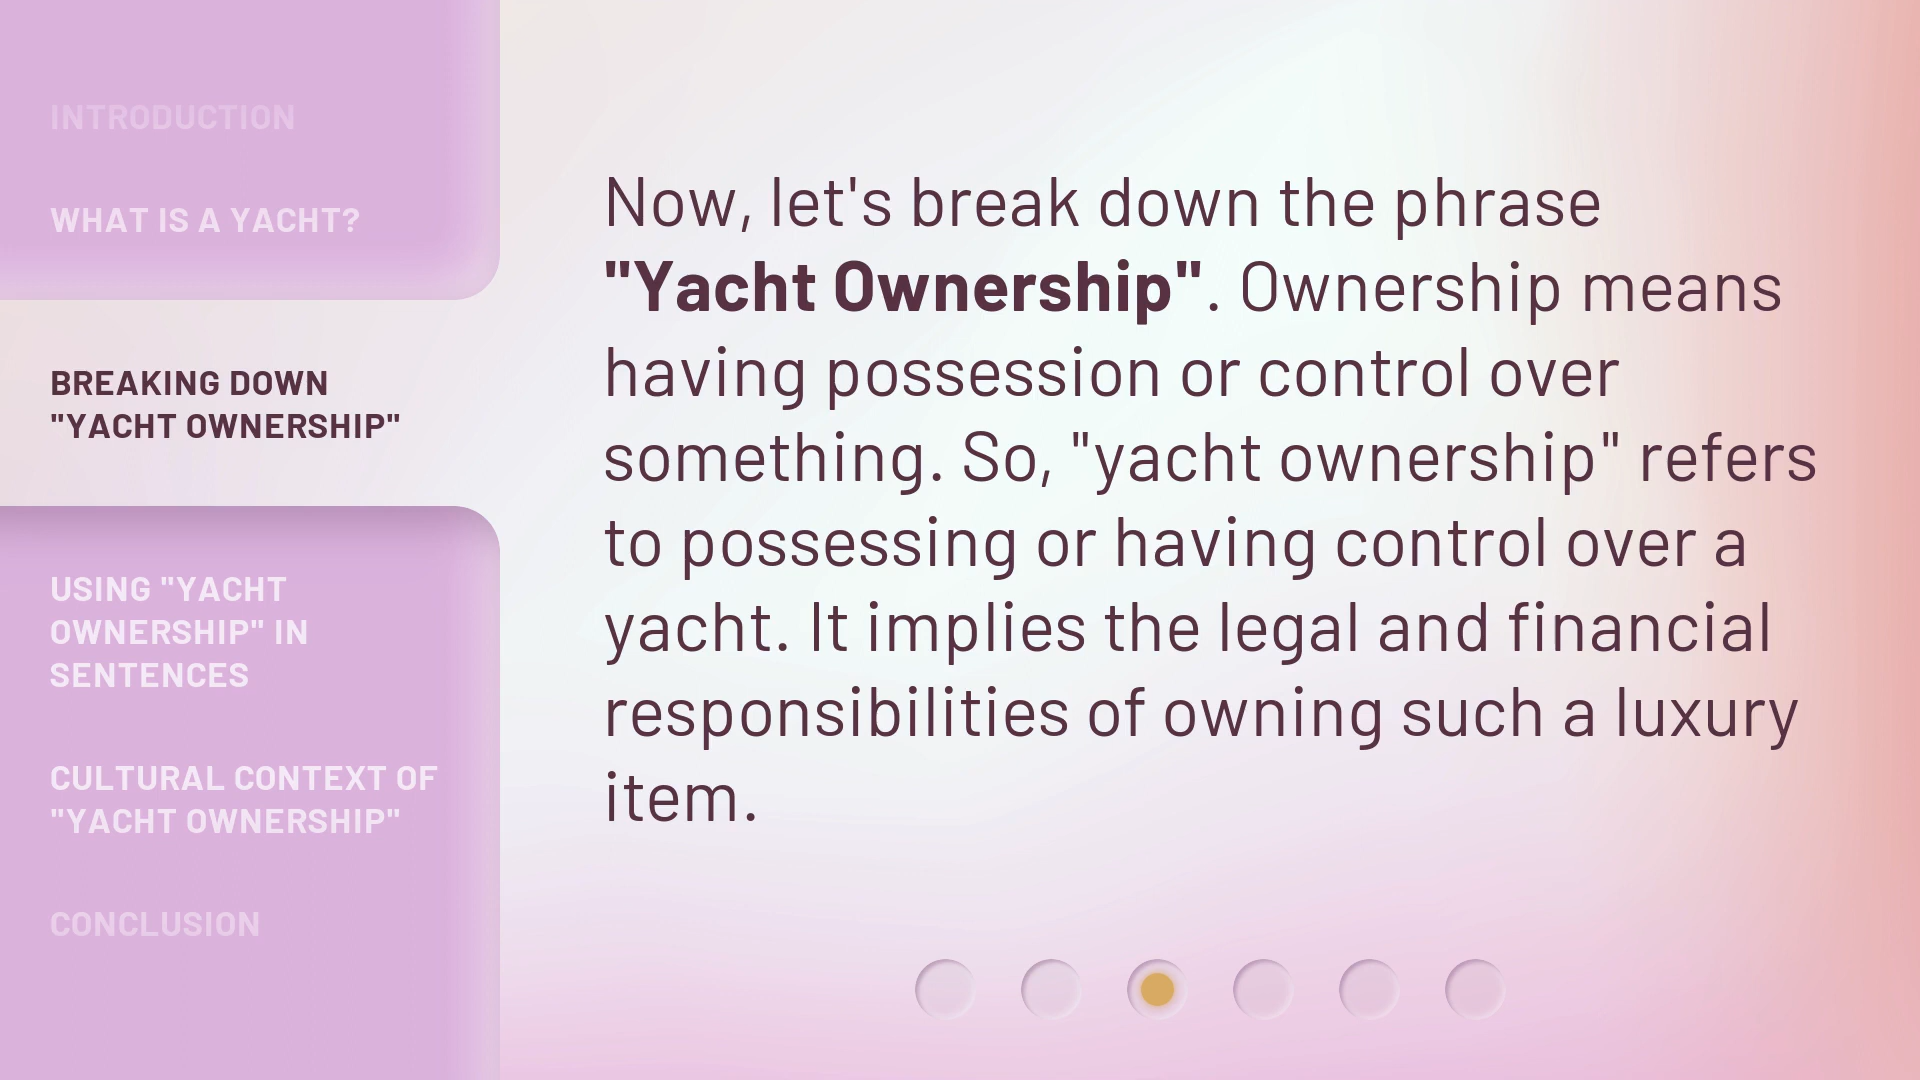 INTRODUCTION
WHAT IS A YACHT?
BREAKING DOWN
"YACHT OWNERSHIP"
USING "YACHT
OWNERSHIP" IN
SENTENCES
CULTURAL CONTEXT OF
"YACHT OWNERSHIP"
CONCLUSION
Now, let's break down the phrase
"Yacht Ownership". Ownership means
having possession or control over
something. So, "yacht ownership" refers
to possessing or having control over a
yacht. It implies the legal and financial
responsibilities of owning such a luxury
item.